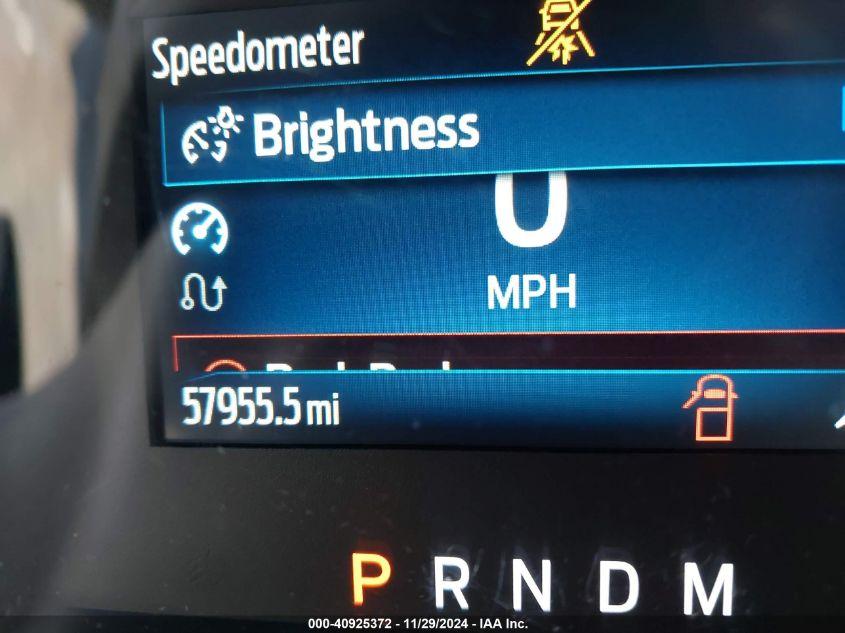 Speedometer
Brightness
0
MPH
57955.5 mi
P R N D M
000-40925372 - 11/29/2024 - IAA Inc.